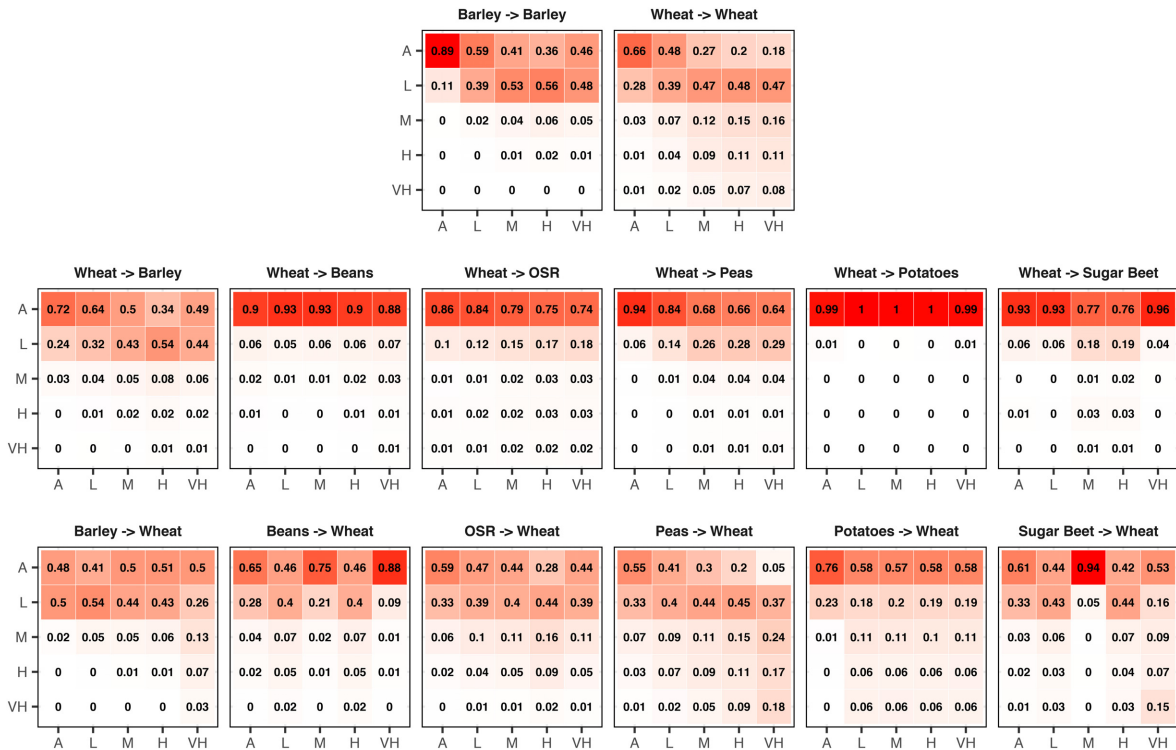 Barley -> Barley Wheat -> Wheat
A 0.89 0.59 0.41 0.36 0.46 0.66 0.48 0.27 0.2 0.18
L 0.11 0.39 0.53 0.56 0.48 0.28 0.39 0.47 0.48 0.47
M 0 0.02 0.04 0.06 0.05 0.03 0.07 0.12 0.15 0.16
H 0 0 0.01 0.02 0.01 0.01 0.04 0.09 0.11 0.11
VH 0 0 0 0 0 0.01 0.02 0.05 0.07 0.08
A L M H VH A L M H VH
Wheat -> Barley Wheat -> Beans Wheat -> OSR Wheat -> Peas Wheat -> Potatoes Wheat -> Sugar Beet
A 0.72 0.64 0.5 0.34 0.49 0.9 0.93 0.93 0.9 0.88 0.86 0.84 0.79 0.75 0.74 0.94 0.84 0.68 0.66 0.64 0.99 1 1 1 0.99 0.93 0.93 0.77 0.76 0.96
L 0.24 0.32 0.43 0.54 0.44 0.06 0.05 0.06 0.06 0.07 0.1 0.12 0.15 0.17 0.18 0.06 0.14 0.26 0.28 0.29 0.01 0 0 0 0.01 0.06 0.06 0.18 0.19 0.04
M 0.03 0.04 0.05 0.08 0.06 0.02 0.01 0.01 0.02 0.03 0.01 0.01 0.02 0.03 0.03 0 0.01 0.04 0.04 0.04 0 0 0 0 0 0 0 0.01 0.02 0
H 0 0.01 0.02 0.02 0.02 0.01 0 0 0.01 0.01 0.01 0.02 0.02 0.03 0.03 0 0 0.01 0.01 0.01 0 0 0 0 0 0.01 0 0.03 0.03 0
VH 0 0 0 0.01 0.01 0 0 0 0 0.01 0.01 0.01 0.02 0.02 0.02 0 0 0.01 0.01 0.01 0 0 0 0 0 0 0 0.01 0.01 0
A L M H VH A L M H VH A L M H VH A L M H VH A L M H VH A L M H VH
Barley -> Wheat Beans -> Wheat OSR -> Wheat Peas -> Wheat Potatoes -> Wheat Sugar Beet -> Wheat
A 0.48 0.41 0.5 0.51 0.5 0.65 0.46 0.75 0.46 0.88 0.59 0.47 0.44 0.28 0.44 0.55 0.41 0.3 0.2 0.05 0.76 0.58 0.57 0.58 0.58 0.61 0.44 0.94 0.42 0.53
L 0.5 0.54 0.44 0.43 0.26 0.28 0.4 0.21 0.4 0.09 0.33 0.39 0.4 0.44 0.39 0.33 0.4 0.44 0.45 0.37 0.23 0.18 0.2 0.19 0.19 0.33 0.43 0.05 0.44 0.16
M 0.02 0.05 0.05 0.06 0.13 0.04 0.07 0.02 0.07 0.01 0.06 0.1 0.11 0.16 0.11 0.07 0.09 0.11 0.15 0.24 0.01 0.11 0.11 0.1 0.11 0.03 0.06 0 0.07 0.09
H 0 0 0.01 0.01 0.07 0.02 0.05 0.01 0.05 0.01 0.02 0.04 0.05 0.09 0.05 0.03 0.07 0.09 0.11 0.17 0 0.06 0.06 0.06 0.06 0.02 0.03 0 0.04 0.07
VH 0 0 0 0 0.03 0 0.02 0 0.02 0 0 0.01 0.01 0.02 0.01 0.01 0.02 0.05 0.09 0.18 0 0.06 0.06 0.06 0.06 0 0.03 0 0.03 0.15
A L M H VH A L M H VH A L M H VH A L M H VH A L M H VH A L M H VH